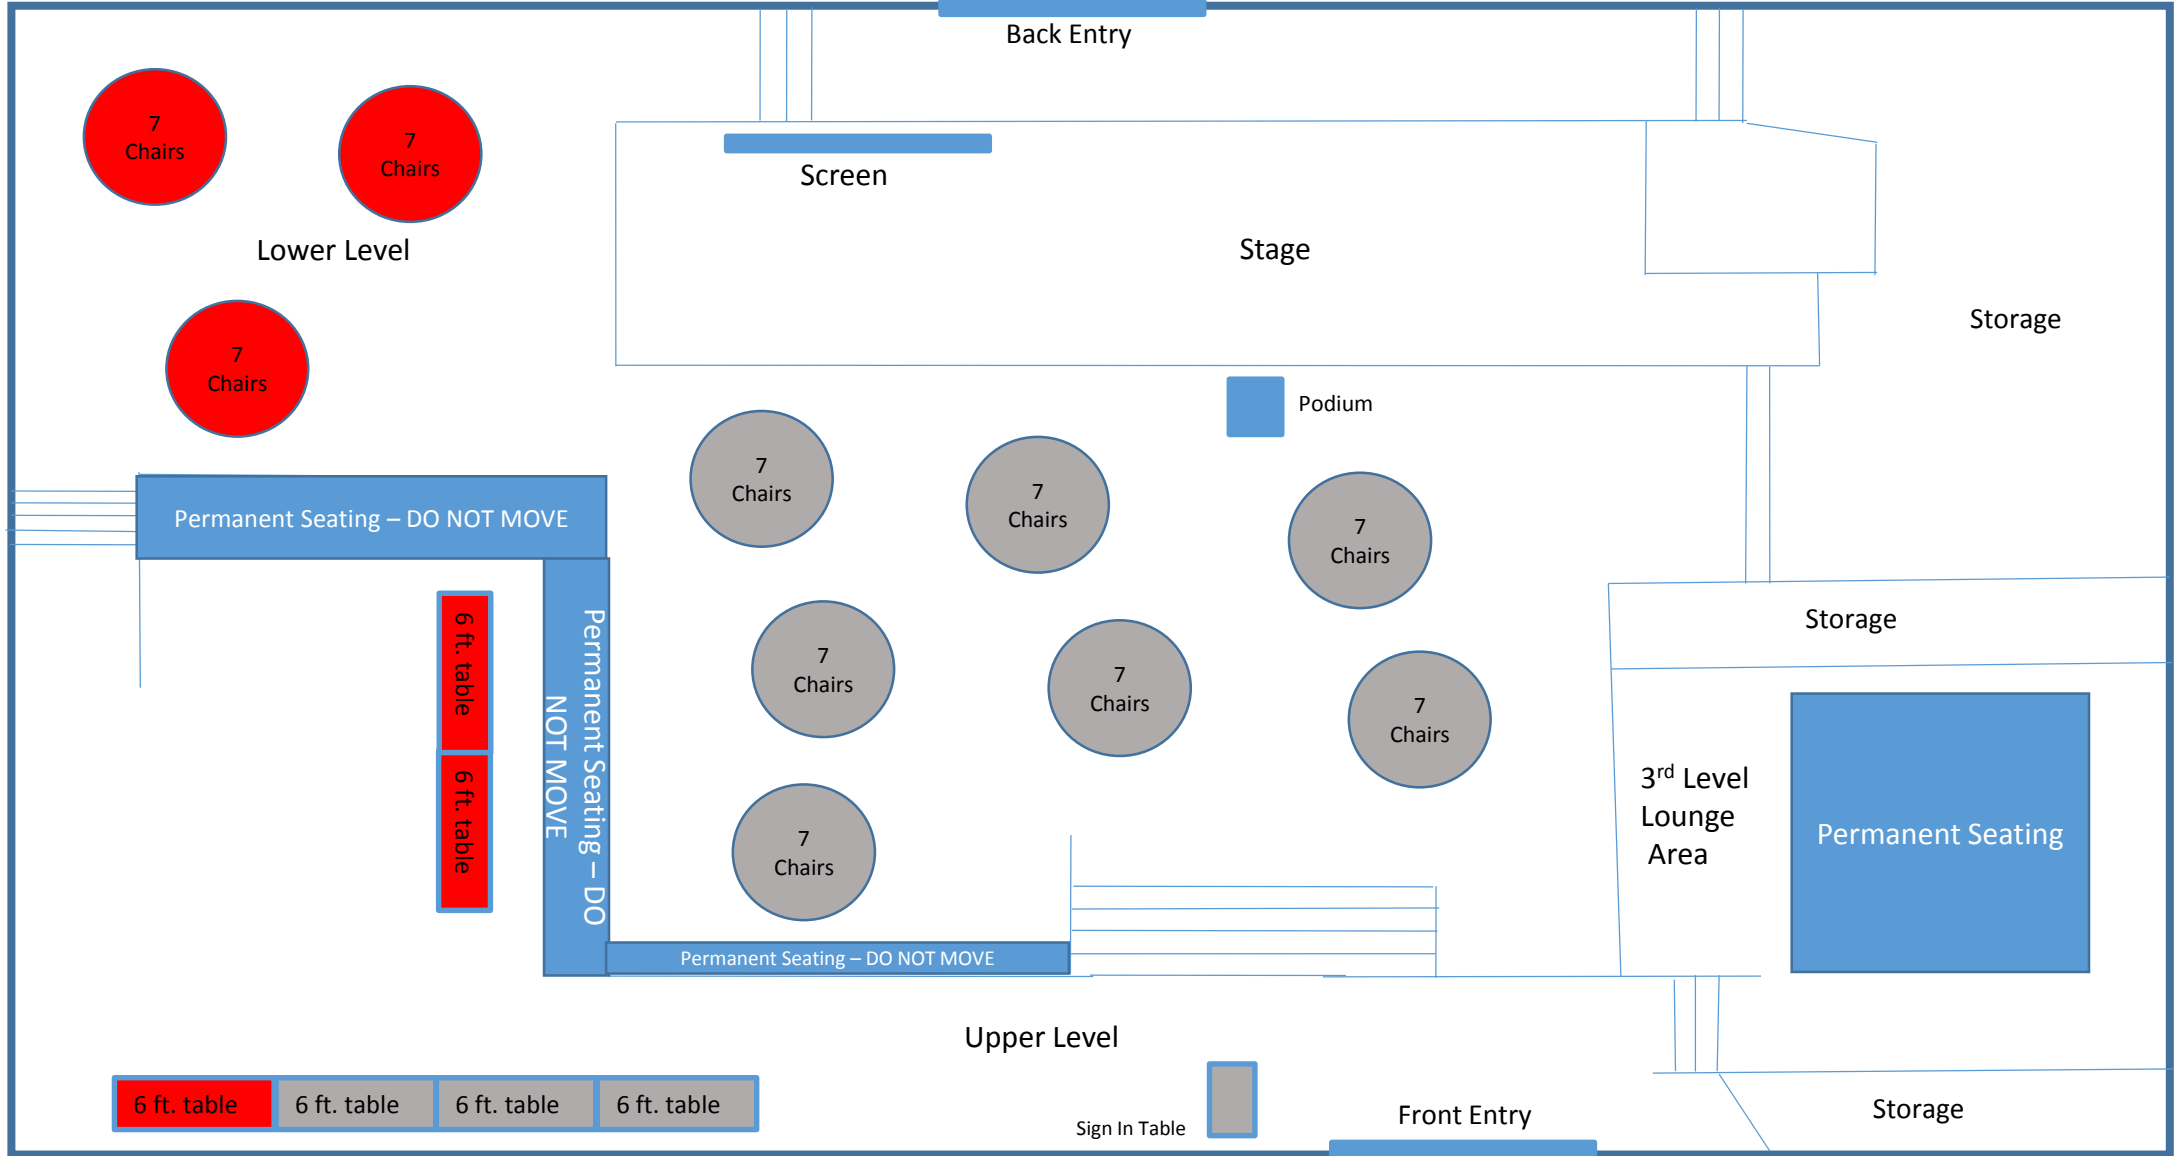 Back Entry
7
Chairs
7
Chairs
Screen
Lower Level
Stage
Storage
7
Chairs
Podium
7
Chairs
7
Chairs
7
Chairs
Permanent Seating – DO NOT MOVE
6 ft. table
6 ft. table
Permanent Seating – DO
NOT MOVE
7
Chairs
7
Chairs
7
Chairs
Storage
3rd Level
Lounge
Area
Permanent Seating
7
Chairs
Permanent Seating – DO NOT MOVE
Upper Level
6 ft. table
6 ft. table
6 ft. table
6 ft. table
Sign In Table
Front Entry
Storage